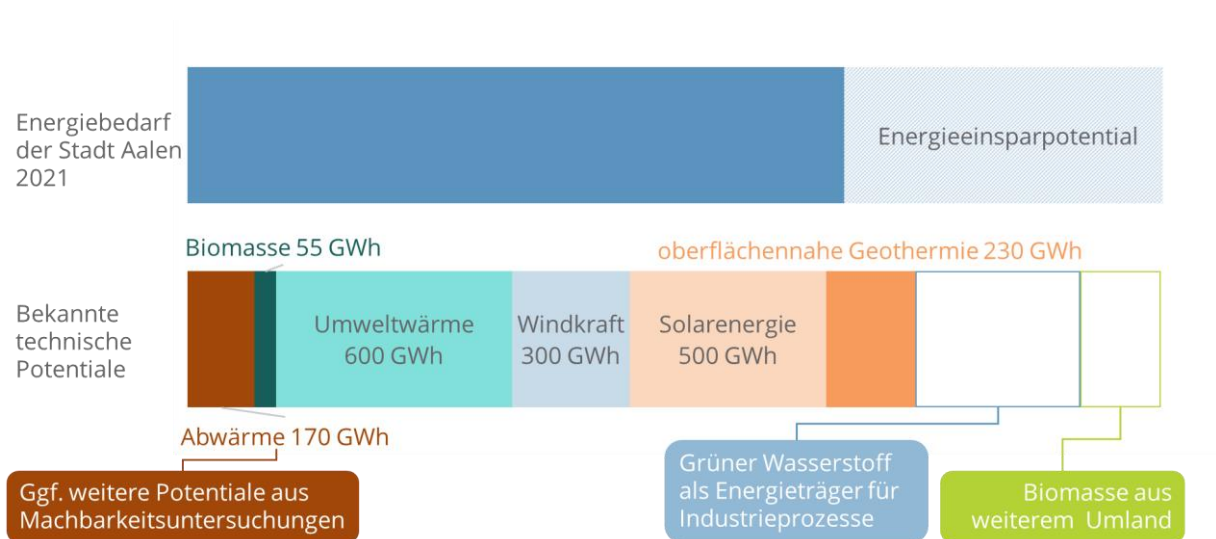 Energiebedarf
der Stadt Aalen
2021
Energieeinsparpotential
Biomasse 55 GWh
oberflächennahe Geothermie 230 GWh
Bekannte
technische
Potentiale
Umweltwärme
600 GWh
Windkraft
300 GWh
Solarenergie
500 GWh
Abwärme 170 GWh
Ggf. weitere Potentiale aus
Machbarkeitsuntersuchungen
Grüner Wasserstoff
als Energieträger für
Industrieprozesse
Biomasse aus
weiterem Umland